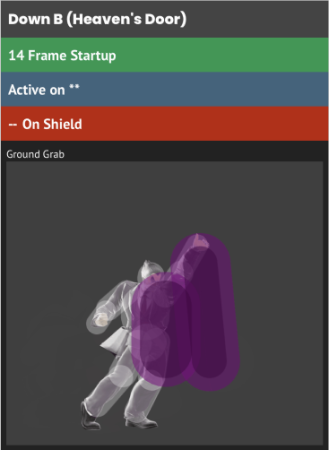 Down B (Heaven's Door)
14 Frame Startup
Active on **
-- On Shield
Ground Grab